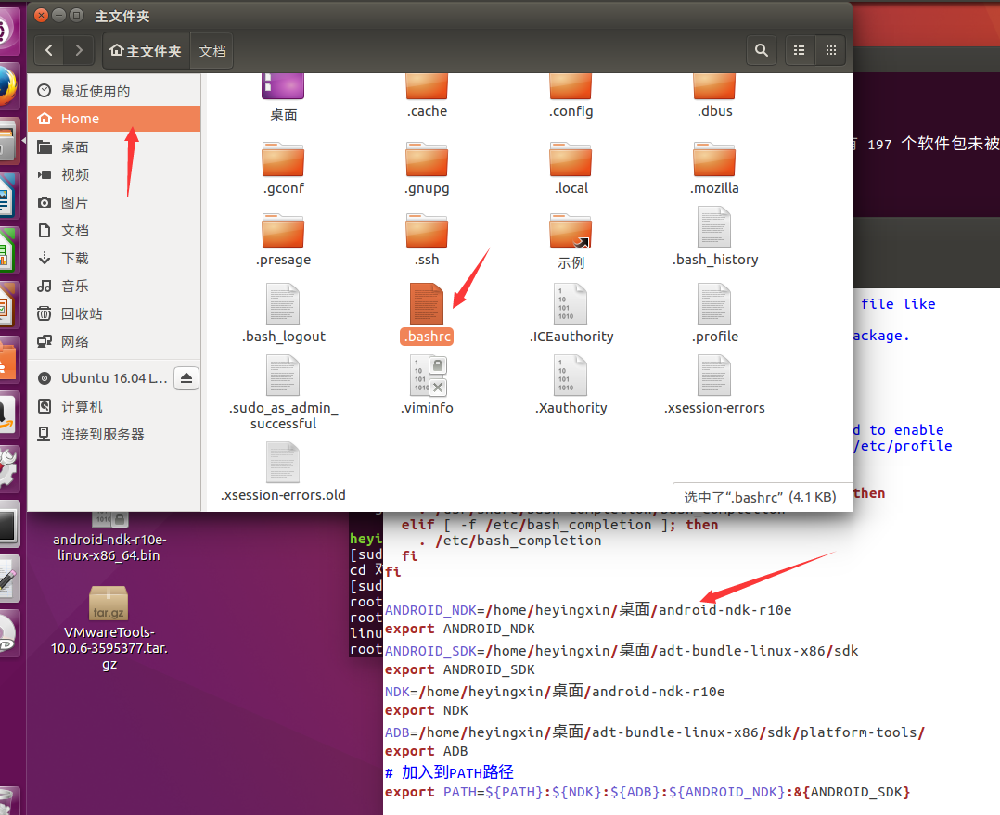 主文件夹
主文件夹
文档
最近使用的
Home
桌面
视频
图片
文档
下载
音乐
回收站
网络
Ubuntu 16.04 L...
计算机
连接到服务器
桌面
.cache
.config
.dbus
.gconf
.gnupg
.local
.mozilla
.presage
.ssh
示例
.bash_history
.bash_logout
.bashrc
.ICEauthority
.profile
.sudo_as_admin_
successful
.viminfo
.Xauthority
.xsession-errors
.xsession-errors.old
选中了“.bashrc” (4.1 KB)
197 个软件包未被
file like
ackage.
d to enable
/etc/profile
then
elif [ -f /etc/bash_completion ]; then
. /etc/bash_completion
fi
fi
ANDROID_NDK=/home/heyingxin/桌面/android-ndk-r10e
export ANDROID_NDK
ANDROID_SDK=/home/heyingxin/桌面/adt-bundle-linux-x86/sdk
export ANDROID_SDK
NDK=/home/heyingxin/桌面/android-ndk-r10e
export NDK
ADB=/home/heyingxin/桌面/adt-bundle-linux-x86/sdk/platform-tools/
export ADB
# 加入到PATH路径
export PATH=${PATH}:${NDK}:${ADB}:${ANDROID_NDK}:&{ANDROID_SDK}
heyi
[sud
cd
[sud
root
root
linu
root
android-ndk-r10e-
linux-x86_64.bin
tar.gz
VMwareTools-
10.0.6-3595377.tar.
gz